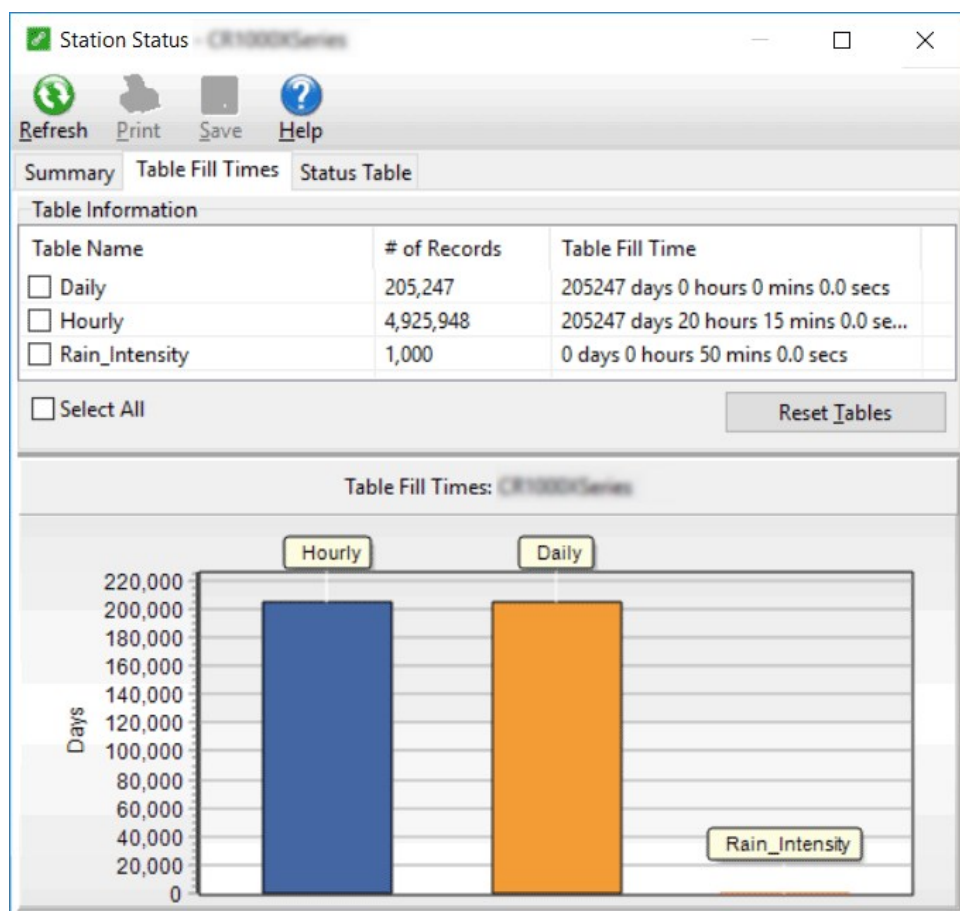 Station Status -
Refresh Print Save Help
Summary Table Fill Times Status Table
Table Information
Table Name # of Records Table Fill Time
Daily 205,247 205247 days 0 hours 0 mins 0.0 secs
Hourly 4,925,948 205247 days 20 hours 15 mins 0.0 se...
Rain_Intensity 1,000 0 days 0 hours 50 mins 0.0 secs
Select All Reset Tables
Table Fill Times:
Hourly Daily
220,000
200,000
180,000
160,000
140,000
120,000
100,000
80,000
60,000
40,000
20,000
0
Days
Rain_Intensity